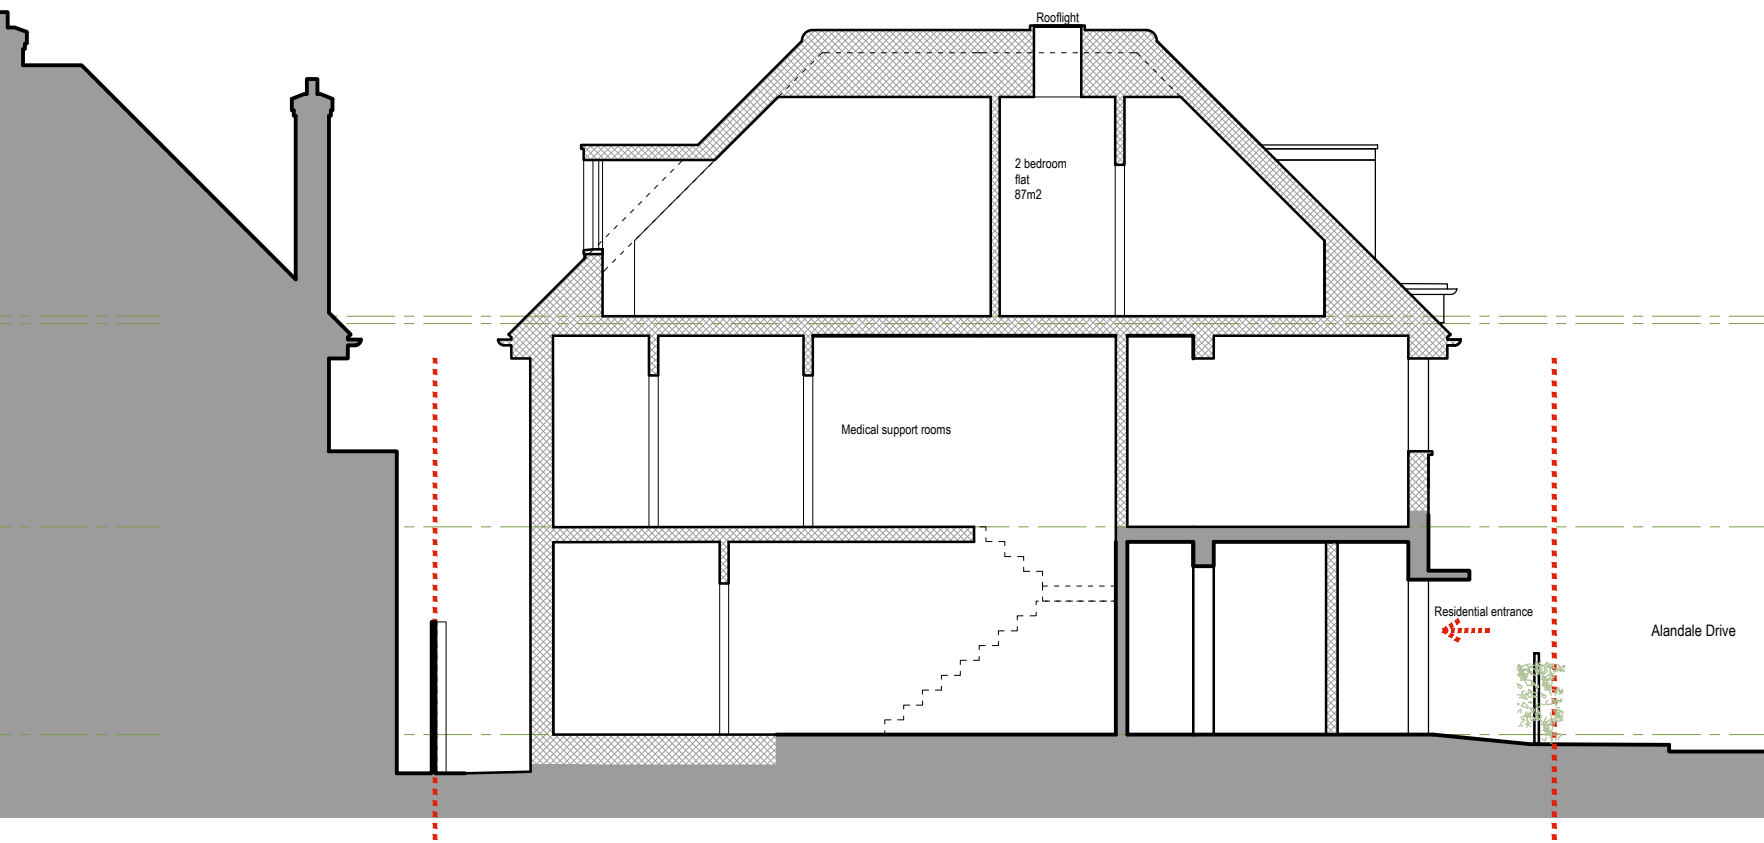 Rooflight
2 bedroom
flat
87m2
Medical support rooms
Residential entrance
Alandale Drive